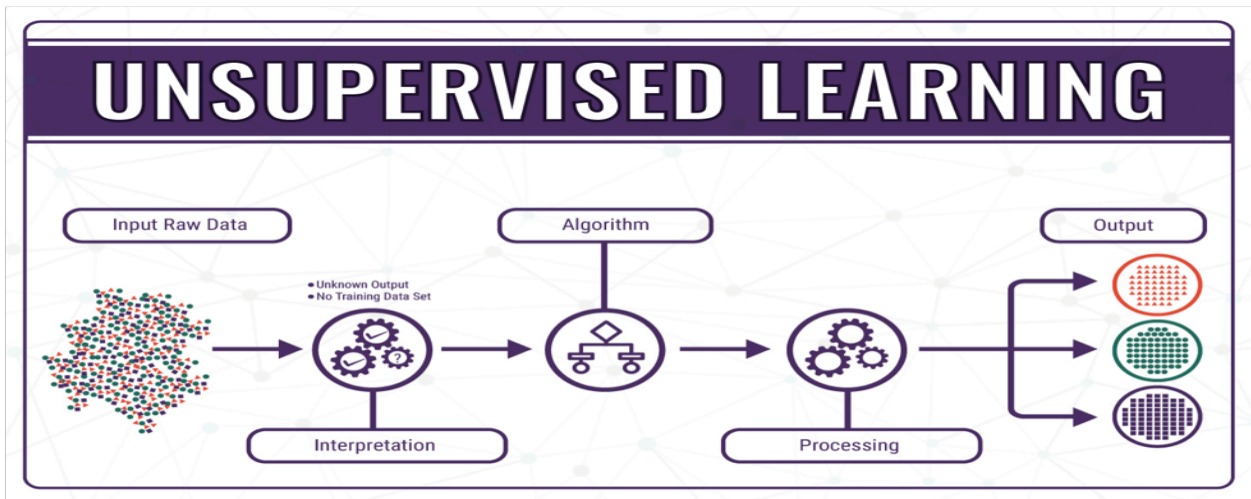 UNSUPERVISED LEARNING
Input Raw Data
Algorithm
Output
• Unknown Output
• No Training Data Set
?
Interpretation
Processing